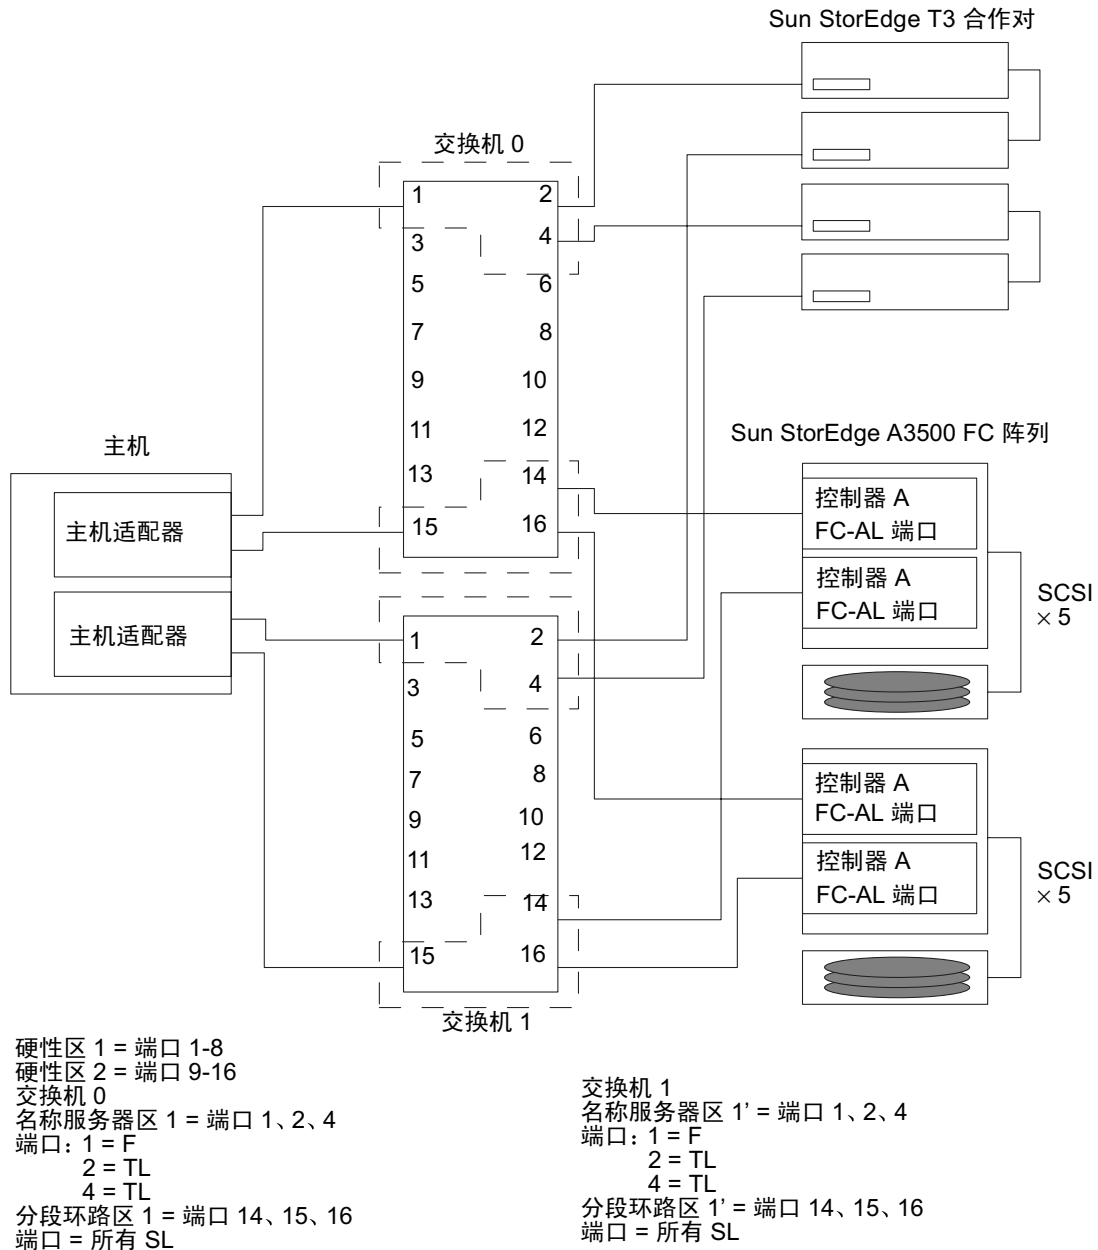 Sun StorEdge T3 合作对
交换机 0
1 2
3 4
5 6
7 8
9 10
11 12
13 14
15 16
主机
主机适配器
主机适配器
Sun StorEdge A3500 FC 阵列
控制器 A
FC-AL 端口
控制器 A
FC-AL 端口
SCSI
× 5
1 2
3 4
5 6
7 8
9 10
11 12
13 14
15 16
交换机 1
控制器 A
FC-AL 端口
控制器 A
FC-AL 端口
SCSI
× 5
硬性区 1 = 端口 1-8
硬性区 2 = 端口 9-16
交换机 0
名称服务器区 1 = 端口 1、2、4
端口：1 = F
2 = TL
4 = TL
分段环路区 1 = 端口 14、15、16
端口 = 所有 SL
交换机 1
名称服务器区 1’ = 端口 1、2、4
端口：1 = F
2 = TL
4 = TL
分段环路区 1’ = 端口 14、15、16
端口 = 所有 SL